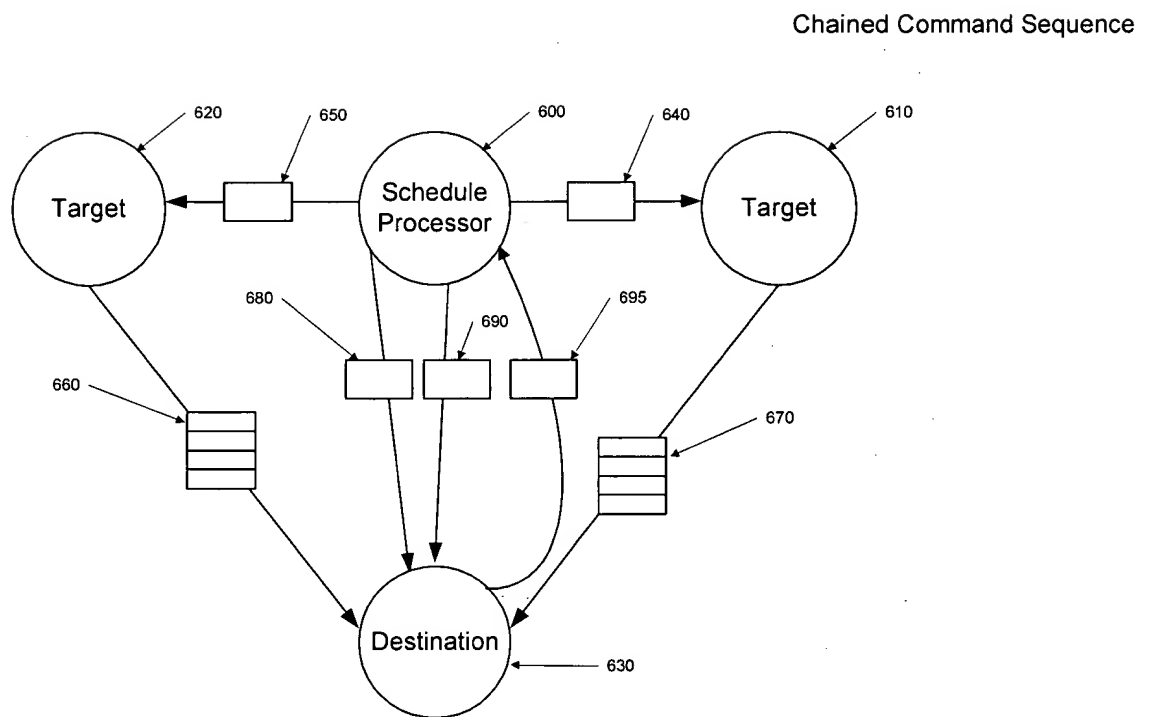 Chained Command Sequence
620
650
600
640
610
Target
Schedule
Processor
Target
680
690
695
660
670
Destination
630